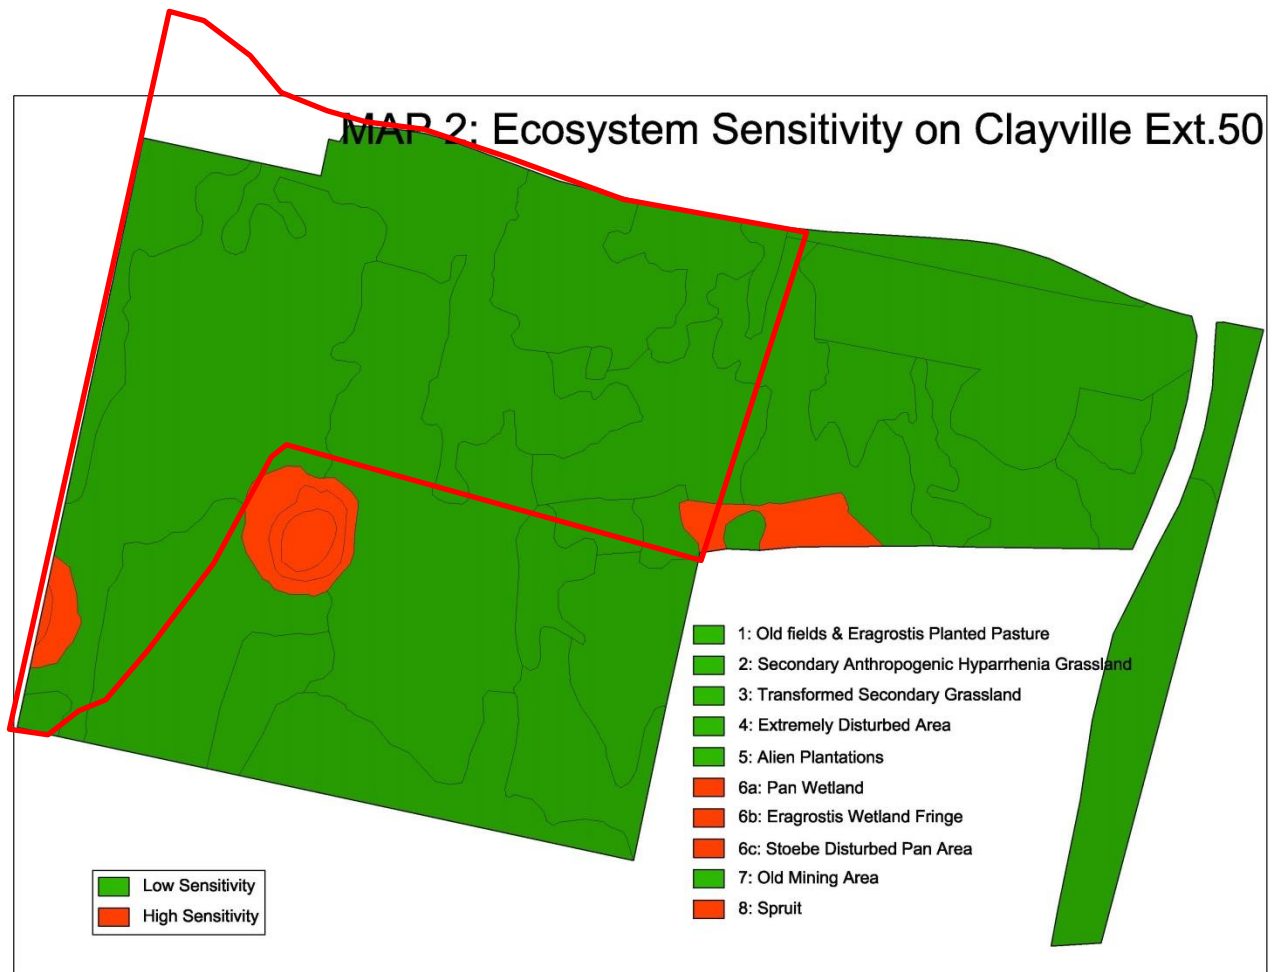 MAP 2: Ecosystem Sensitivity on Clayville Ext.50
1: Old fields & Eragrostis Planted Pasture
2: Secondary Anthropogenic Hyparrhenia Grassland
3: Transformed Secondary Grassland
4: Extremely Disturbed Area
5: Alien Plantations
6a: Pan Wetland
6b: Eragrostis Wetland Fringe
6c: Stoebe Disturbed Pan Area
7: Old Mining Area
8: Spruit
Low Sensitivity
High Sensitivity